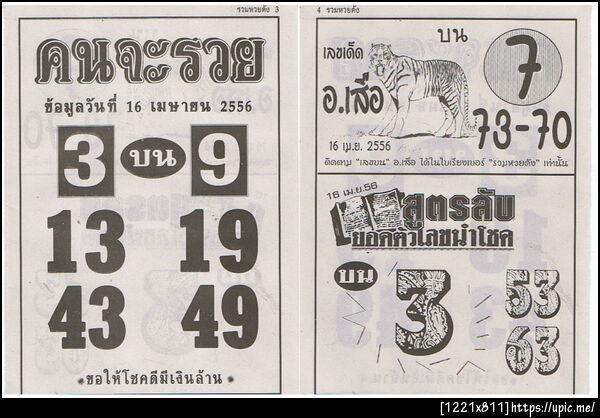 รวมหวยดัง 3
คนจะรวย
ข้อมูลวันที่ 16 เมษายน 2556
3 บน 9
13 19
43 49
ขอให้โชคดีมีเงินล้าน
4 รวมหวยดัง
เลขเด็ด บน 7
อ.เสือ
73-70
16 เม.ย. 2556
ติดตาม "เลขบน" อ.เสือ ได้ในใบเรียงเบอร์ "รวมหวยดัง" เท่านั้น
16 เม.ย.56
สูตรลับ
ยอดตัวเลขนำโชค
บน 3 53
63
[1221x811]https://upic.me/